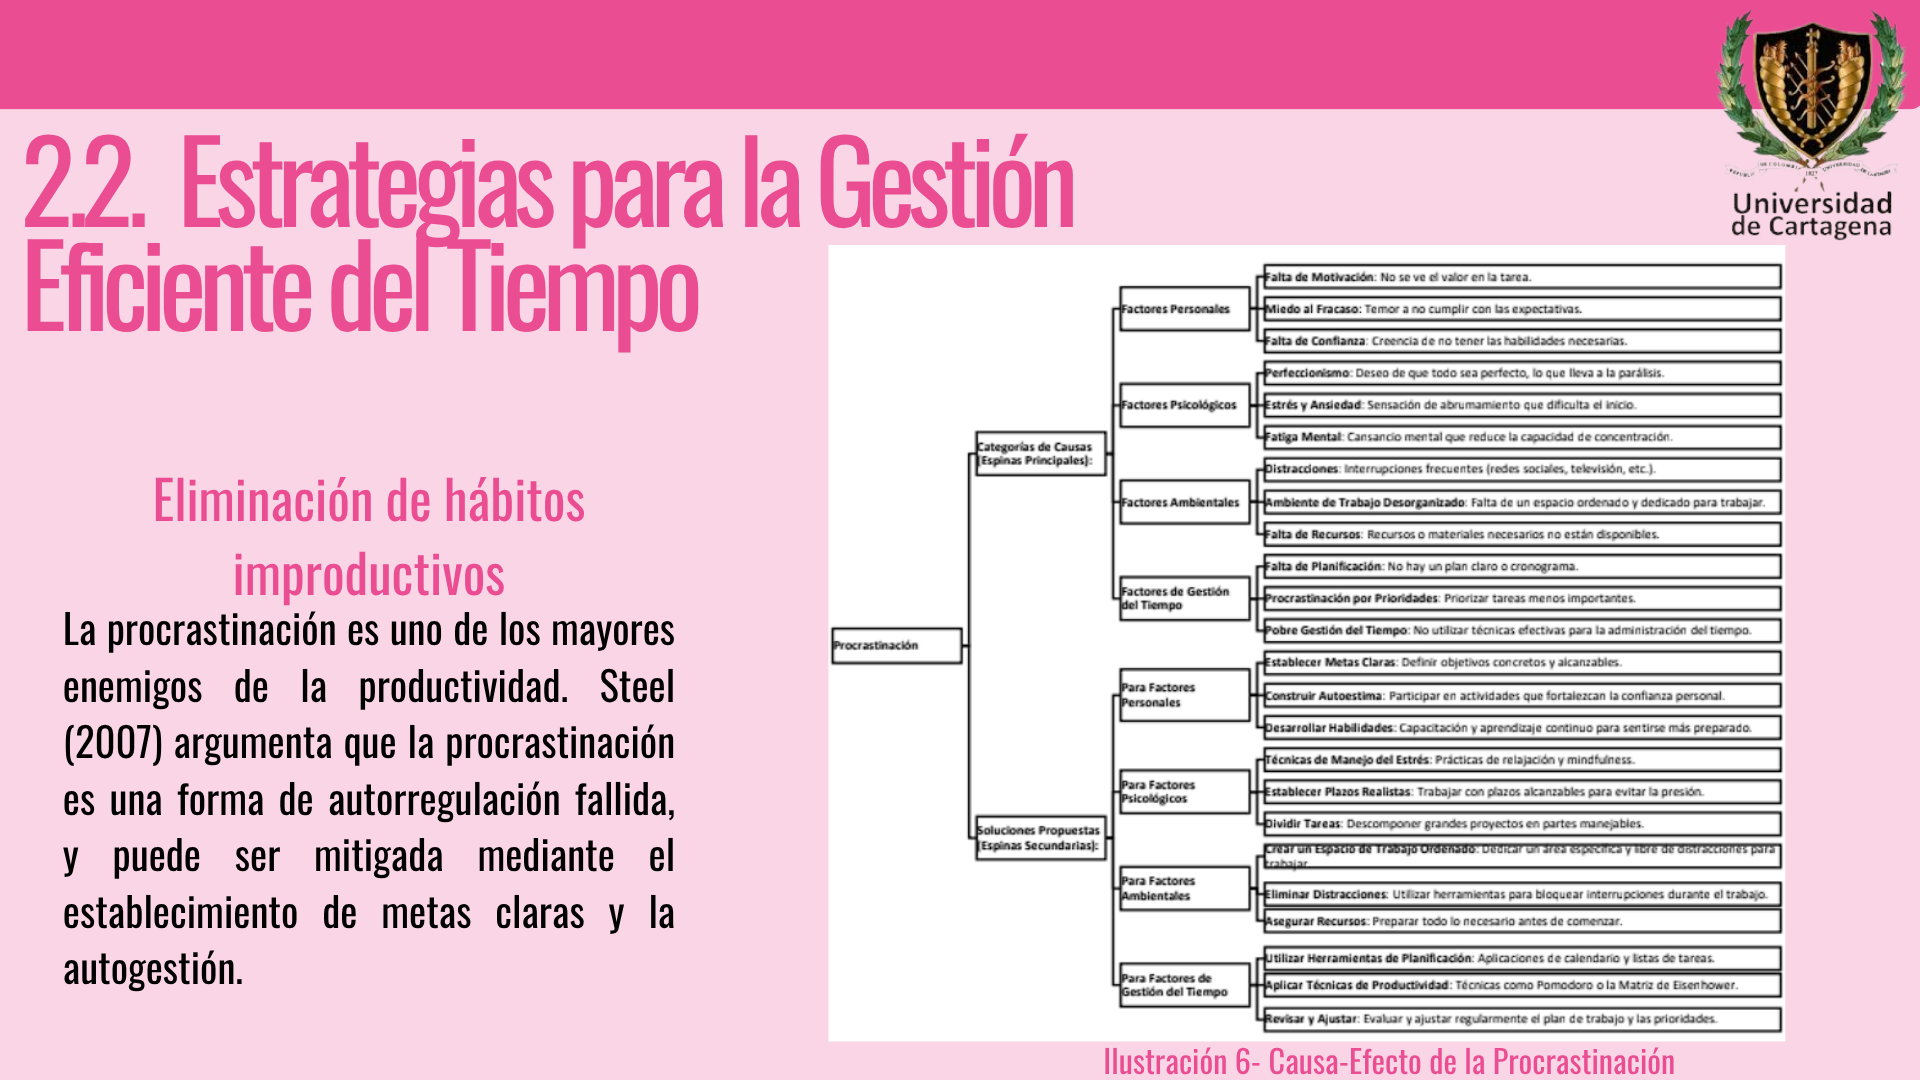 2.2. Estrategias para la Gestión
Eficiente del Tiempo
Universidad
de Cartagena
Eliminación de hábitos
improductivos
La procrastinación es uno de los mayores
enemigos de la productividad. Steel
(2007) argumenta que la procrastinación
es una forma de autorregulación fallida,
y puede ser mitigada mediante el
establecimiento de metas claras y la
autogestión.
Procrastinación
Categorías de Causas
(Espinas Principales):
Factores Personales
Falta de Motivación: No se ve el valor en la tarea.
Miedo al Fracaso: Temor a no cumplir con las expectativas.
Falta de Confianza: Creencia de no tener las habilidades necesarias.
Factores Psicológicos
Perfeccionismo: Deseo de que todo sea perfecto, lo que lleva a la parálisis.
Estrés y Ansiedad: Sensación de abrumamiento que dificulta el inicio.
Fatiga Mental: Cansancio mental que reduce la capacidad de concentración.
Factores Ambientales
Distracciones: Interrupciones frecuentes (redes sociales, televisión, etc.).
Ambiente de Trabajo Desorganizado: Falta de un espacio ordenado y dedicado para trabajar.
Falta de Recursos: Recursos o materiales necesarios no están disponibles.
Factores de Gestión
del Tiempo
Falta de Planificación: No hay un plan claro o cronograma.
Procrastinación por Prioridades: Priorizar tareas menos importantes.
Pobre Gestión del Tiempo: No utilizar técnicas efectivas para la administración del tiempo.
Soluciones Propuestas
(Espinas Secundarias):
Para Factores
Personales
Establecer Metas Claras: Definir objetivos concretos y alcanzables.
Construir Autoestima: Participar en actividades que fortalezcan la confianza personal.
Desarrollar Habilidades: Capacitación y aprendizaje continuo para sentirse más preparado.
Para Factores
Psicológicos
Técnicas de Manejo del Estrés: Prácticas de relajación y mindfulness.
Establecer Plazos Realistas: Trabajar con plazos alcanzables para evitar la presión.
Dividir Tareas: Descomponer grandes proyectos en partes manejables.
Para Factores
Ambientales
Crear un Espacio de Trabajo Ordenado: Dedicar un área específica y libre de distracciones para
trabajar.
Eliminar Distracciones: Utilizar herramientas para bloquear interrupciones durante el trabajo.
Asegurar Recursos: Preparar todo lo necesario antes de comenzar.
Para Factores de
Gestión del Tiempo
Utilizar Herramientas de Planificación: Aplicaciones de calendario y listas de tareas.
Aplicar Técnicas de Productividad: Técnicas como Pomodoro o la Matriz de Eisenhower.
Revisar y Ajustar: Evaluar y ajustar regularmente el plan de trabajo y las prioridades.
Ilustración 6- Causa-Efecto de la Procrastinación